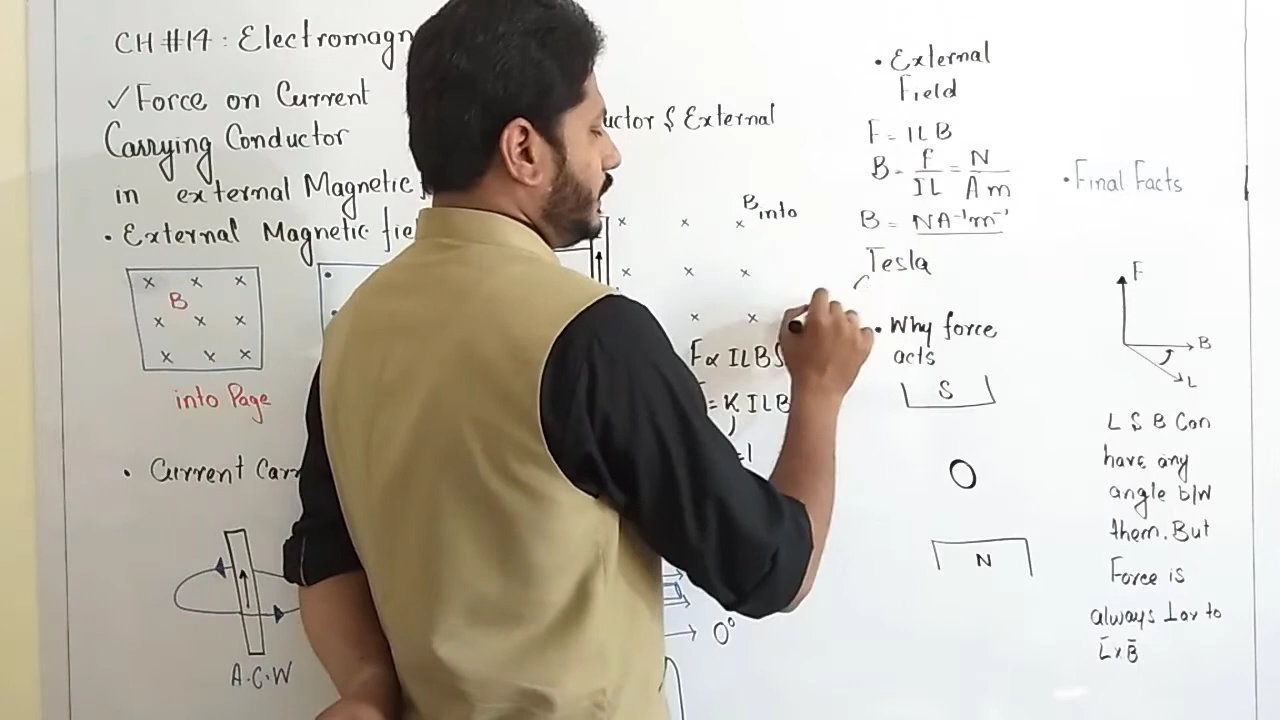 CH #14 : Electromagn
✓ Force on Current
Carrying Conductor
in external Magnetic
• External Magnetic fie
x x x
B
x x x
x x x
into Page
• Current Carr
A.C.W
uctor & External
x x x B into
x x x
x x
F ∝ ILBS
= KILB
=1
0°
• External
Field
F = ILB
B = F/IL = N/A m
B = NA⁻¹m⁻¹
Tesla
• Why force
acts
S
O
N
• Final Facts
F
B
L
L & B Can
have any
angle b/w
them. But
Force is
always ⊥ar to
L̄ x B̄